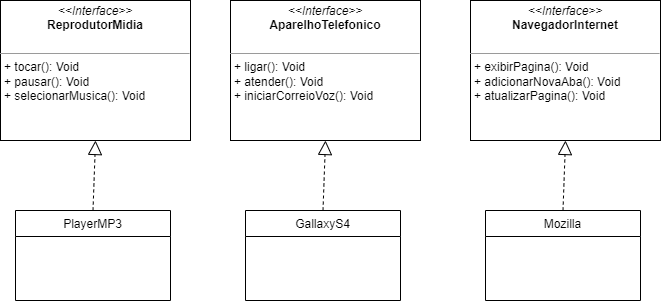 <<Interface>>
ReprodutorMidia
+ tocar(): Void
+ pausar(): Void
+ selecionarMusica(): Void
PlayerMP3
<<Interface>>
AparelhoTelefonico
+ ligar(): Void
+ atender(): Void
+ iniciarCorreioVoz(): Void
GallaxyS4
<<Interface>>
NavegadorInternet
+ exibirPagina(): Void
+ adicionarNovaAba(): Void
+ atualizarPagina(): Void
Mozilla